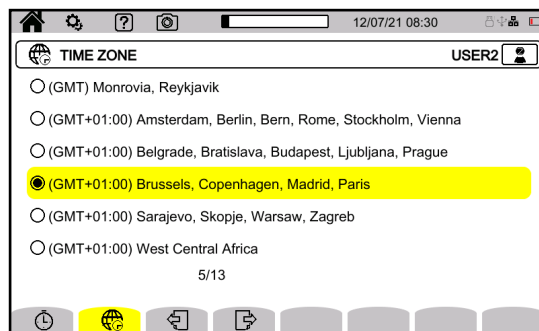 12/07/21 08:30
TIME ZONE
USER2
(GMT) Monrovia, Reykjavik
(GMT+01:00) Amsterdam, Berlin, Bern, Rome, Stockholm, Vienna
(GMT+01:00) Belgrade, Bratislava, Budapest, Ljubljana, Prague
(GMT+01:00) Brussels, Copenhagen, Madrid, Paris
(GMT+01:00) Sarajevo, Skopje, Warsaw, Zagreb
(GMT+01:00) West Central Africa
5/13